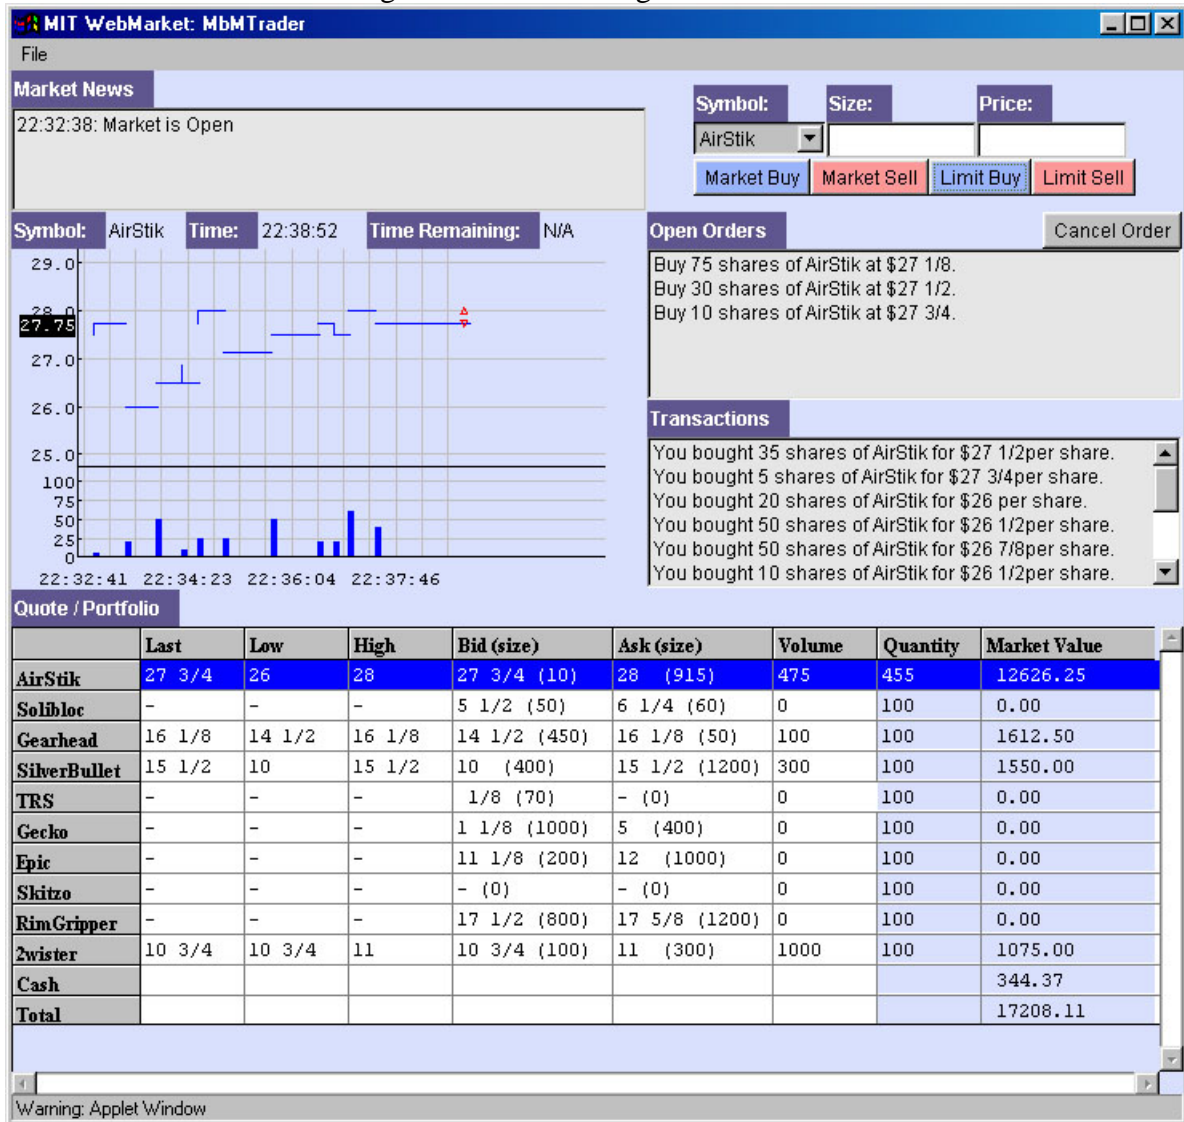 MIT WebMarket: MbMTrader
File
Market News
22:32:38: Market is Open
Symbol: Size: Price:
AirStik
Market Buy Market Sell Limit Buy Limit Sell
Symbol: AirStik Time: 22:38:52 Time Remaining: N/A
29.0
28.0
27.75
27.0
26.0
25.0
100
75
50
25
0
22:32:41 22:34:23 22:36:04 22:37:46
Open Orders Cancel Order
Buy 75 shares of AirStik at $27 1/8.
Buy 30 shares of AirStik at $27 1/2.
Buy 10 shares of AirStik at $27 3/4.
Transactions
You bought 35 shares of AirStik for $27 1/2per share.
You bought 5 shares of AirStik for $27 3/4per share.
You bought 20 shares of AirStik for $26 per share.
You bought 50 shares of AirStik for $26 1/2per share.
You bought 50 shares of AirStik for $26 7/8per share.
You bought 10 shares of AirStik for $26 1/2per share.
Quote / Portfolio
Last Low High Bid (size) Ask (size) Volume Quantity Market Value
AirStik 27 3/4 26 28 27 3/4 (10) 28 (915) 475 455 12626.25
Solibloc - - - 5 1/2 (50) 6 1/4 (60) 0 100 0.00
Gearhead 16 1/8 14 1/2 16 1/8 14 1/2 (450) 16 1/8 (50) 100 100 1612.50
SilverBullet 15 1/2 10 15 1/2 10 (400) 15 1/2 (1200) 300 100 1550.00
TRS - - - 1/8 (70) - (0) 0 100 0.00
Gecko - - - 1 1/8 (1000) 5 (400) 0 100 0.00
Epic - - - 11 1/8 (200) 12 (1000) 0 100 0.00
Skitzo - - - - (0) - (0) 0 100 0.00
RimGripper - - - 17 1/2 (800) 17 5/8 (1200) 0 100 0.00
2wister 10 3/4 10 3/4 11 10 3/4 (100) 11 (300) 1000 100 1075.00
Cash 344.37
Total 17208.11
Warning: Applet Window